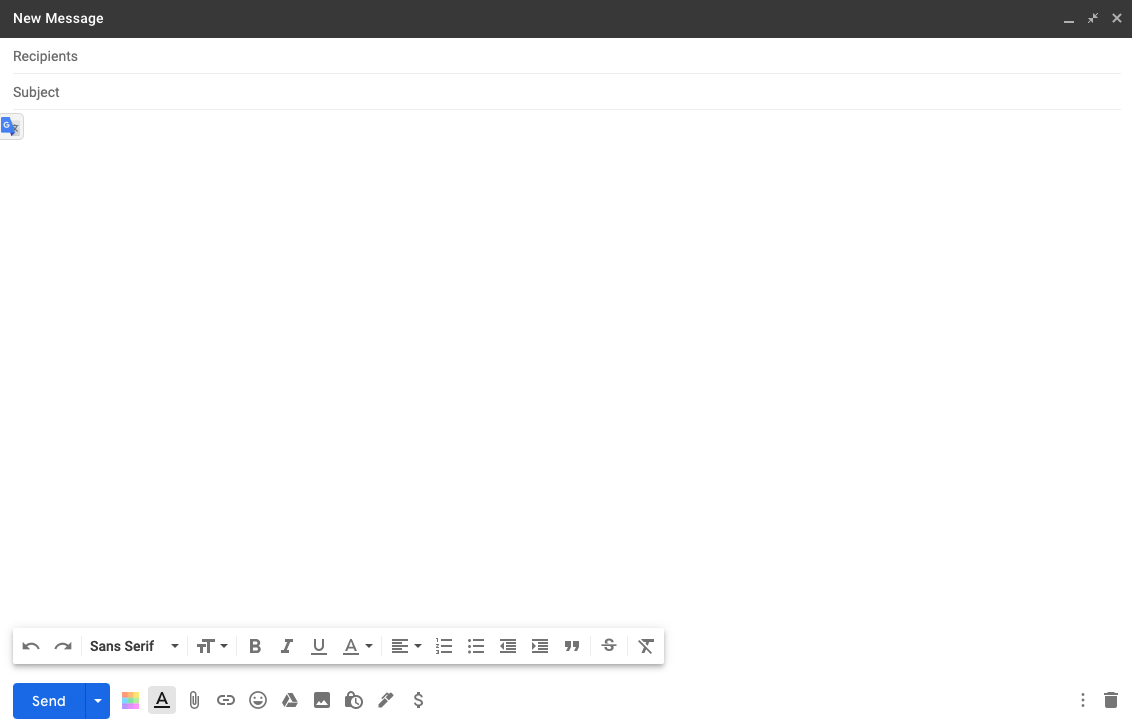 New Message
Recipients
Subject
Sans Serif
Send